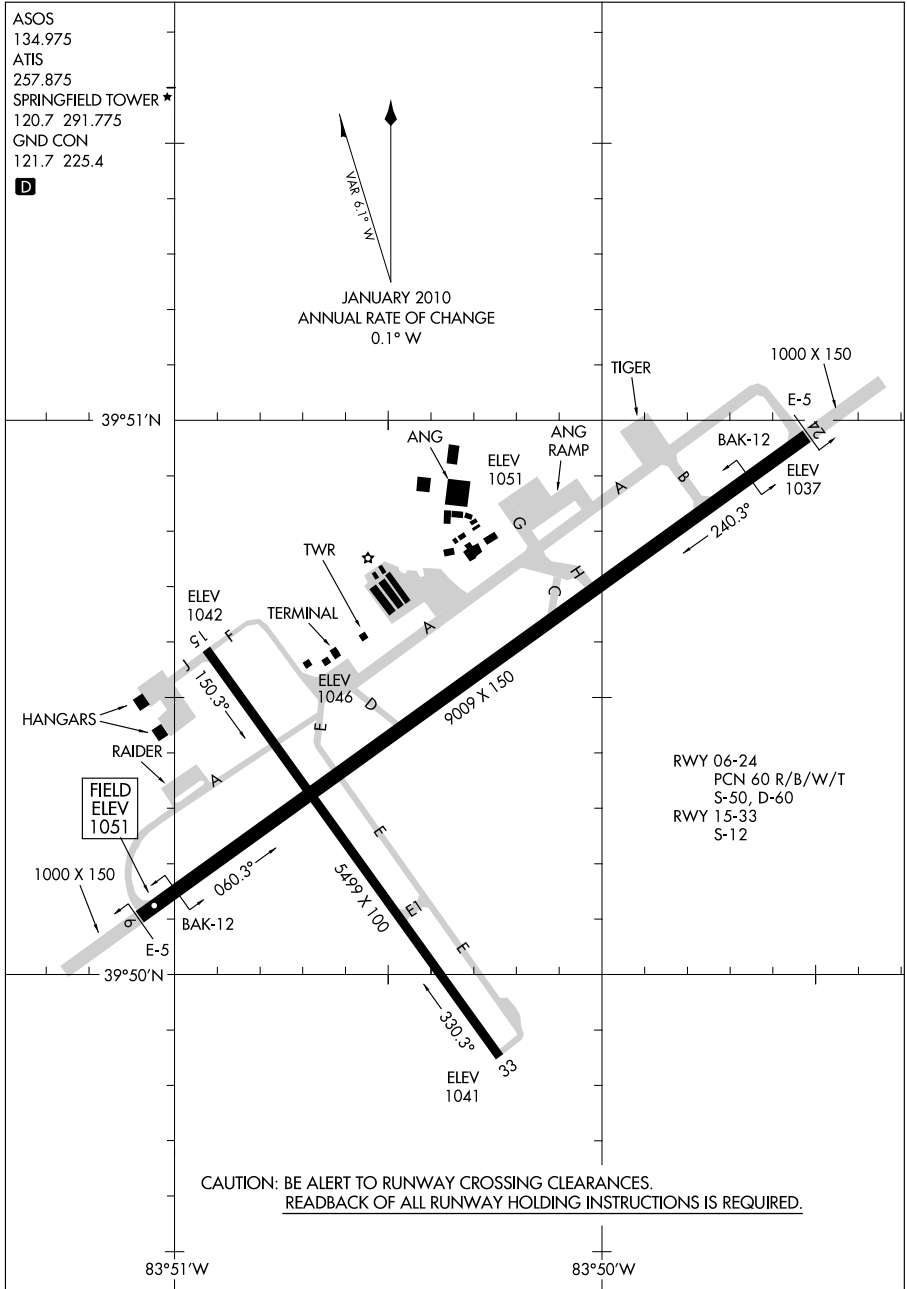 ASOS
134.975
ATIS
257.875
SPRINGFIELD TOWER
120.7 291.775
GND CON
121.7 225.4
D
VAR 6.1° W
JANUARY 2010
ANNUAL RATE OF CHANGE
0.1° W
1000 X 150
TIGER
E-5
39°51'N
24
ANG
ANG
RAMP
BAK-12
ELEV
1051
ELEV
1037
A
B
G
240.3°
TWR
H
C
ELEV
1042
TERMINAL
15
F
A
J
ELEV
1046
150.3°
D
9009 X 150
HANGARS
E
RAIDER
A
RWY 06-24
PCN 60 R/B/W/T
S-50, D-60
RWY 15-33
S-12
FIELD
ELEV
1051
E
1000 X 150
060.3°
5499 X 100
6
BAK-12
E1
E-5
E
39°50'N
330.3°
33
ELEV
1041
CAUTION: BE ALERT TO RUNWAY CROSSING CLEARANCES.
READBACK OF ALL RUNWAY HOLDING INSTRUCTIONS IS REQUIRED.
83°51'W
83°50'W